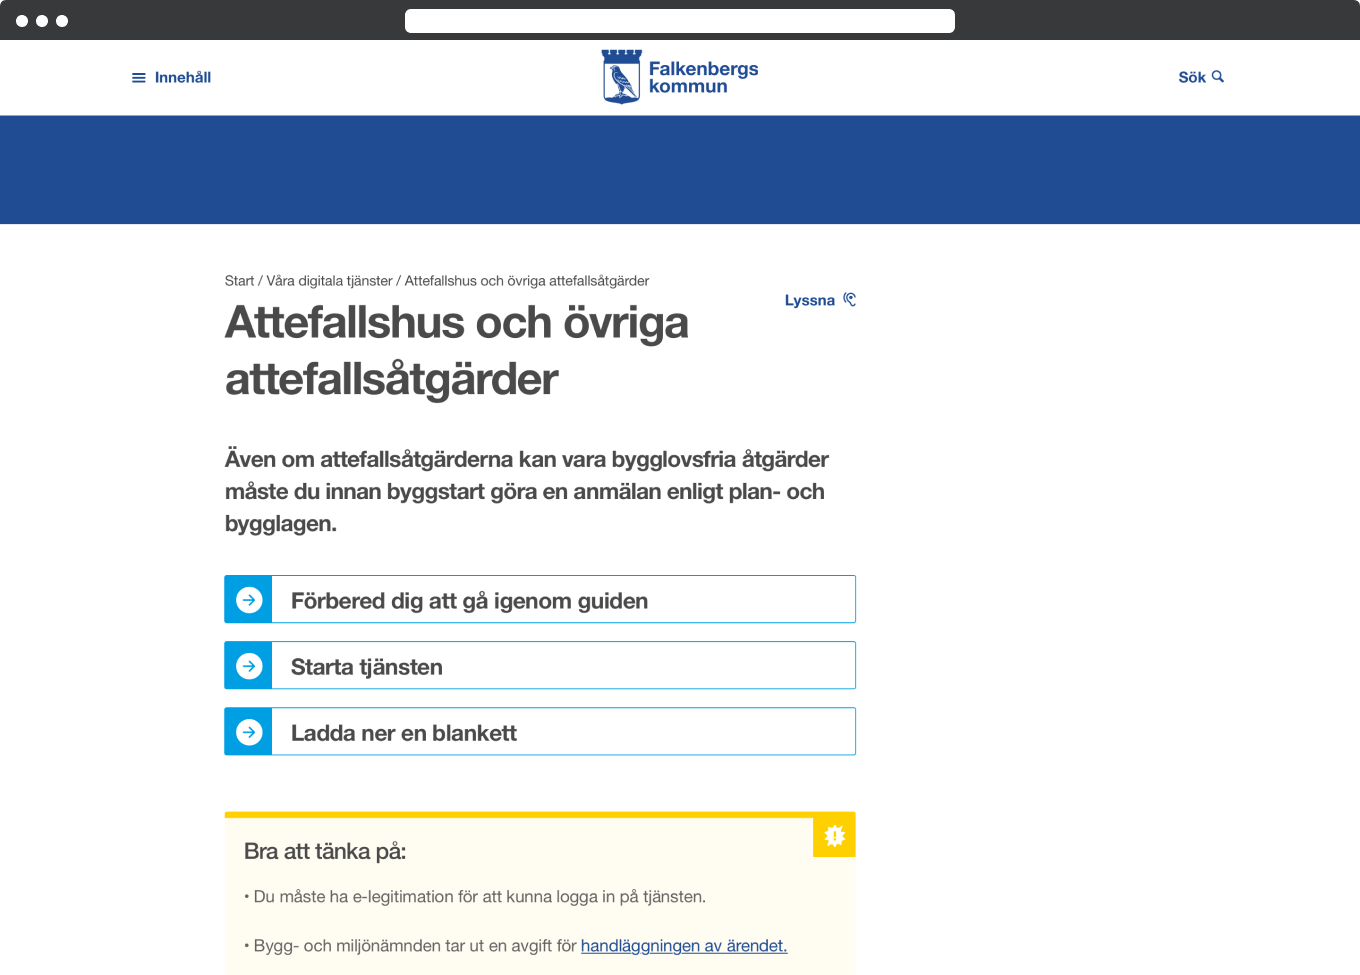 Innehåll
Falkenbergs
kommun
Sök
Start / Våra digitala tjänster / Attefallshus och övriga attefallsåtgärder
Lyssna
Attefallshus och övriga
attefallsåtgärder
Även om attefallsåtgärderna kan vara bygglovsfria åtgärder
måste du innan byggstart göra en anmälan enligt plan- och
bygglagen.
Förbered dig att gå igenom guiden
Starta tjänsten
Ladda ner en blankett
Bra att tänka på:
• Du måste ha e-legitimation för att kunna logga in på tjänsten.
• Bygg- och miljönämnden tar ut en avgift för handläggningen av ärendet.